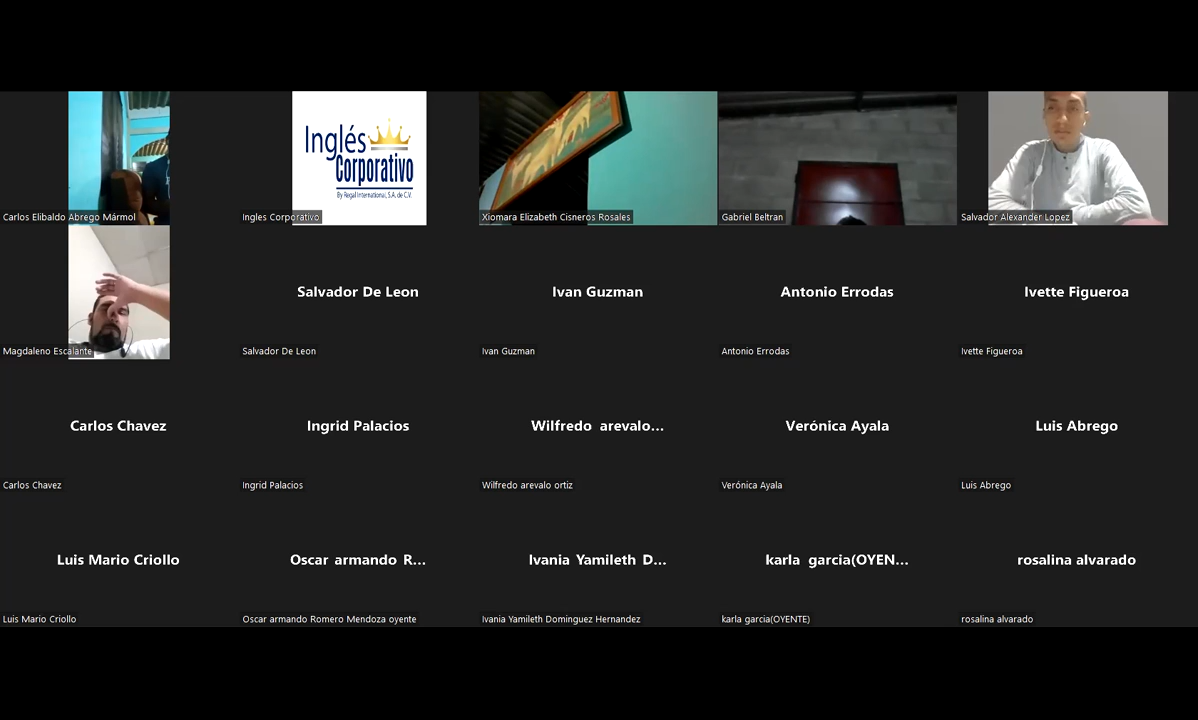 Inglés
Corporativo
By Regal International, S.A. de C.V.
Carlos Elibaldo Abrego Mármol
Ingles Corporativo
Xiomara Elizabeth Cisneros Rosales
Gabriel Beltran
Salvador Alexander Lopez
Salvador De Leon
Ivan Guzman
Antonio Errodas
Ivette Figueroa
Magdaleno Escalante
Salvador De Leon
Ivan Guzman
Antonio Errodas
Ivette Figueroa
Carlos Chavez
Ingrid Palacios
Wilfredo arevalo...
Verónica Ayala
Luis Abrego
Carlos Chavez
Ingrid Palacios
Wilfredo arevalo ortiz
Verónica Ayala
Luis Abrego
Luis Mario Criollo
Oscar armando R...
Ivania Yamileth D...
karla garcia(OYEN...
rosalina alvarado
Luis Mario Criollo
Oscar armando Romero Mendoza oyente
Ivania Yamileth Dominguez Hernandez
karla garcia(OYENTE)
rosalina alvarado